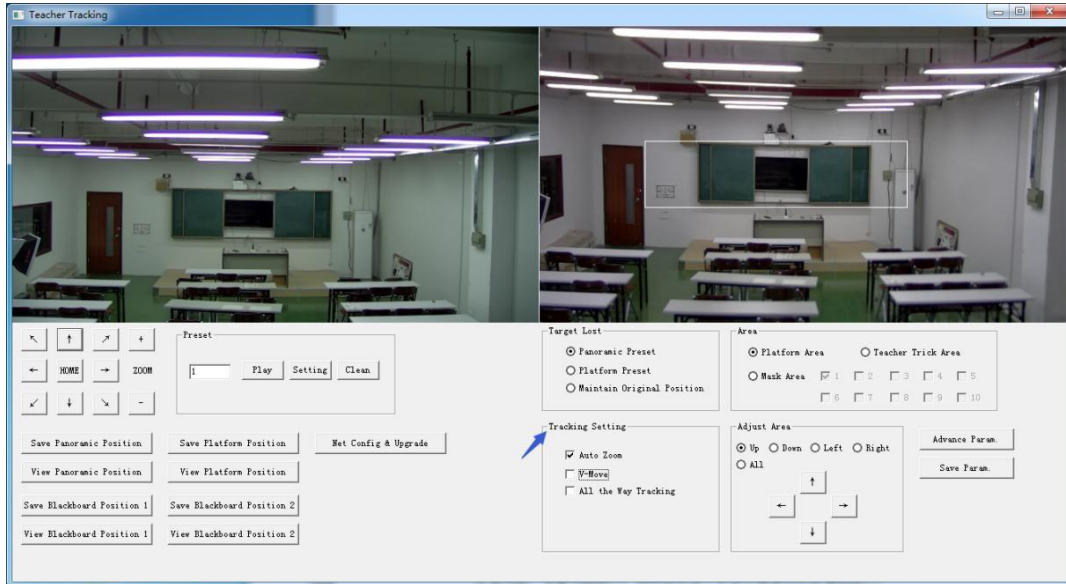 Teacher Tracking
Preset
1
Play
Setting
Clean
HOME
ZOOM
+
-
Save Panoramic Position
Save Platform Position
Net Config & Upgrade
View Panoramic Position
View Platform Position
Save Blackboard Position 1
Save Blackboard Position 2
View Blackboard Position 1
View Blackboard Position 2
Target Lost
Panoramic Preset
Platform Preset
Maintain Original Position
Area
Platform Area
Teacher Trick Area
Mask Area
1 2 3 4 5
6 7 8 9 10
Tracking Setting
Auto Zoom
V-Move
All the Way Tracking
Adjust Area
Up Down Left Right
All
Advance Param.
Save Param.